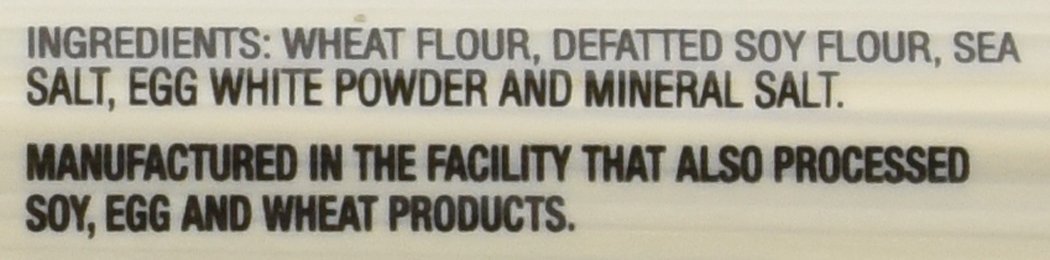 INGREDIENTS: WHEAT FLOUR, DEFATTED SOY FLOUR, SEA
SALT, EGG WHITE POWDER AND MINERAL SALT.
MANUFACTURED IN THE FACILITY THAT ALSO PROCESSED
SOY, EGG AND WHEAT PRODUCTS.